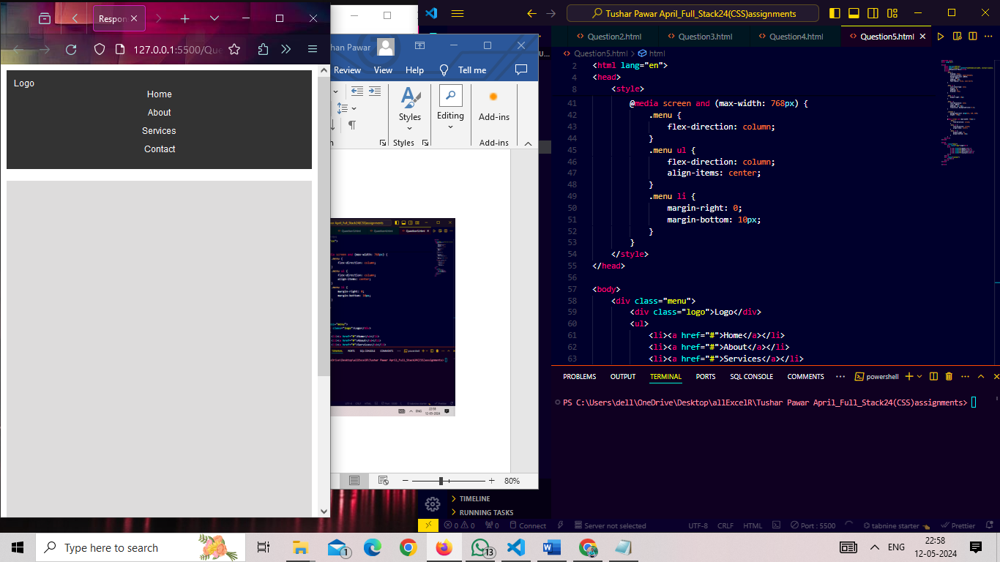 Respon
127.0.0.1:5500/Que
Logo
Home
About
Services
Contact
han Pawar
Review View Help Tell me
Styles
Editing
Add-ins
Styles
Add-ins
80%
TIMELINE
RUNNING TASKS
Tushar Pawar April_Full_Stack24(CSS)assignments
Question2.html Question3.html Question4.html Question5.html
Question5.html > html
2 <html lang="en">
4 <head>
8 <style>
41 @media screen and (max-width: 768px) {
42 .menu {
43 flex-direction: column;
44 }
45 .menu ul {
46 flex-direction: column;
47 align-items: center;
48 }
49 .menu li {
50 margin-right: 0;
51 margin-bottom: 10px;
52 }
53 }
54 </style>
55 </head>
56
57 <body>
58 <div class="menu">
59 <div class="logo">Logo</div>
60 <ul>
61 <li><a href="#">Home</a></li>
62 <li><a href="#">About</a></li>
63 <li><a href="#">Services</a></li>
PROBLEMS OUTPUT TERMINAL PORTS SQL CONSOLE COMMENTS powershell
PS C:\Users\dell\OneDrive\Desktop\allExcelR\Tushar Pawar April_Full_Stack24(CSS)assignments>
0 0 0 Connect Server not selected UTF-8 CRLF HTML Port : 5500 tabnine starter Prettier
Type here to search
1
13
ENG
22:58
12-05-2024